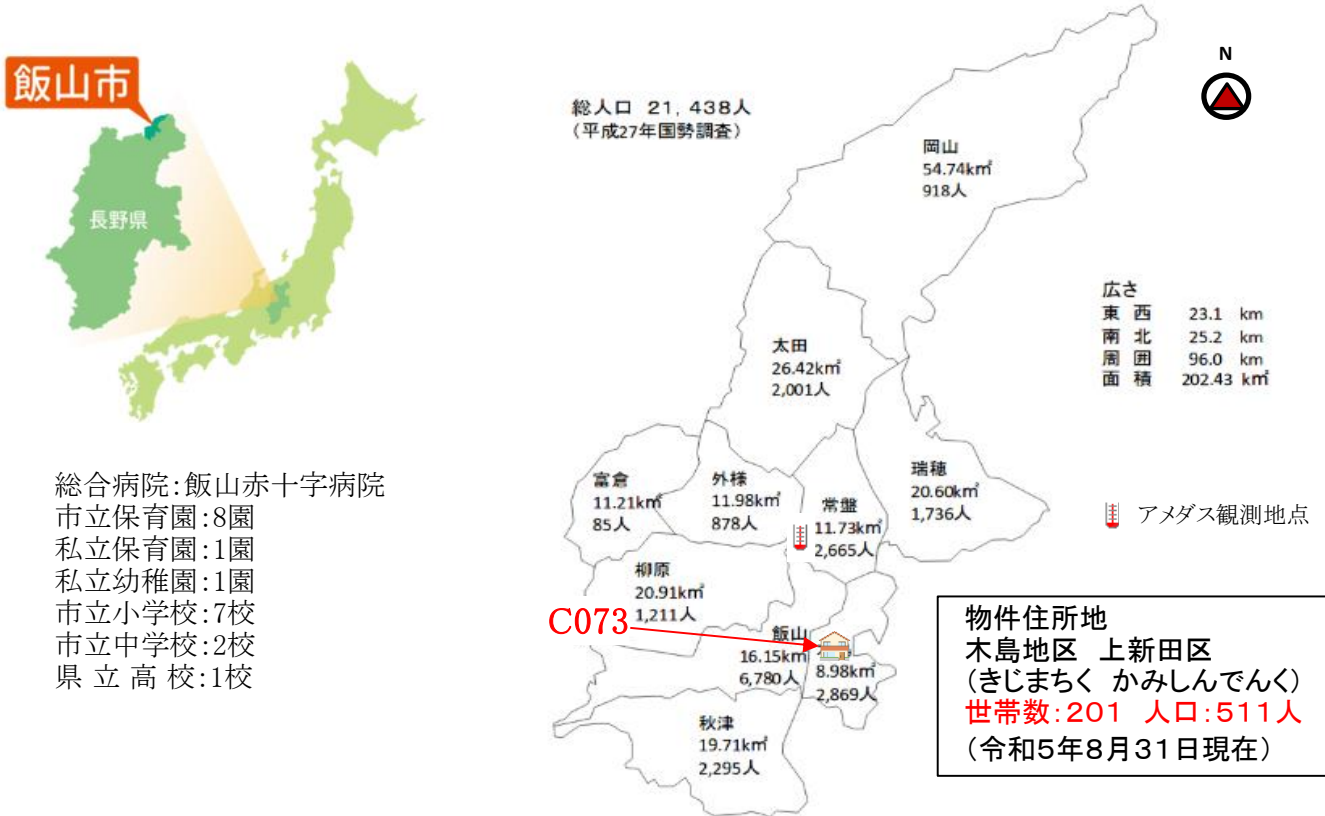 飯山市
長野県
総合病院:飯山赤十字病院
市立保育園:8園
私立保育園:1園
私立幼稚園:1園
市立小学校:7校
市立中学校:2校
県 立 高 校:1校
総人口 21,438人
(平成27年国勢調査)
N
岡山
54.74k㎡
918人
広さ
東 西 23.1 km
南 北 25.2 km
周 囲 96.0 km
面 積 202.43 k㎡
太田
26.42k㎡
2,001人
富倉
11.21k㎡
85人
外様
11.98k㎡
878人
常盤
11.73k㎡
2,665人
瑞穂
20.60k㎡
1,736人
アメダス観測地点
柳原
20.91k㎡
1,211人
C073
飯山
16.15km
6,780人
8.98k㎡
2,869人
秋津
19.71k㎡
2,295人
物件住所地
木島地区 上新田区
(きじまちく かみしんでんく)
世帯数:201 人口:511人
(令和5年8月31日現在)